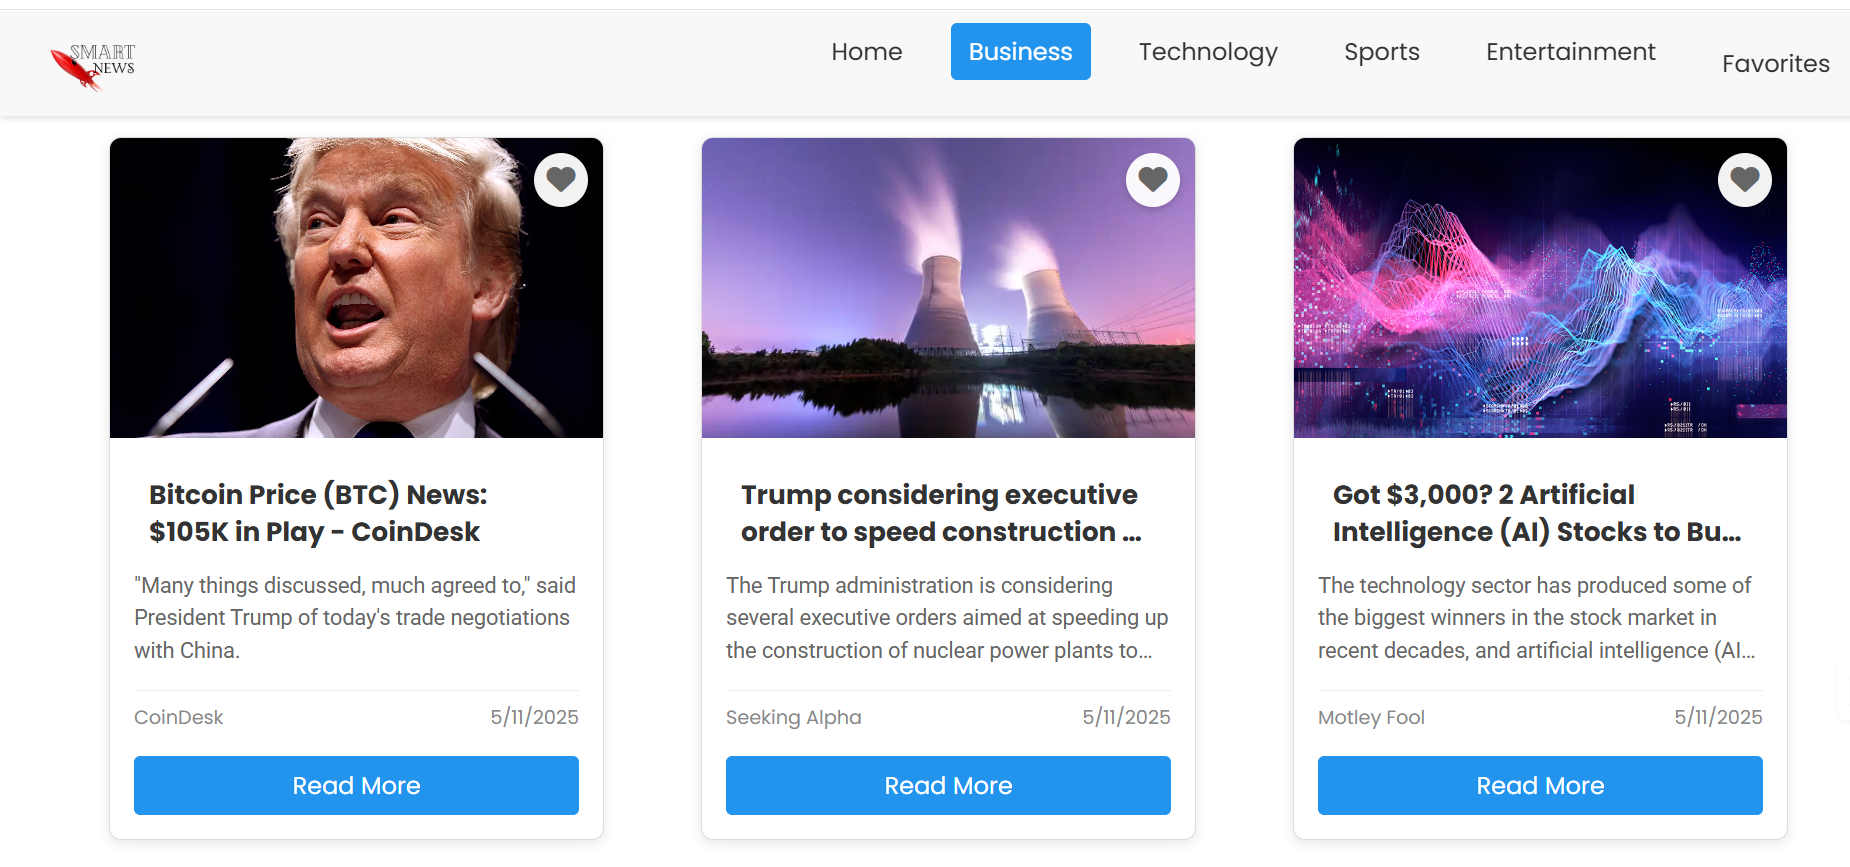 SMART
NEWS
Home
Business
Technology
Sports
Entertainment
Favorites
Bitcoin Price (BTC) News:
$105K in Play - CoinDesk
"Many things discussed, much agreed to," said
President Trump of today's trade negotiations
with China.
CoinDesk
5/11/2025
Read More
Trump considering executive
order to speed construction ...
The Trump administration is considering
several executive orders aimed at speeding up
the construction of nuclear power plants to...
Seeking Alpha
5/11/2025
Read More
Got $3,000? 2 Artificial
Intelligence (AI) Stocks to Bu...
The technology sector has produced some of
the biggest winners in the stock market in
recent decades, and artificial intelligence (AI...
Motley Fool
5/11/2025
Read More